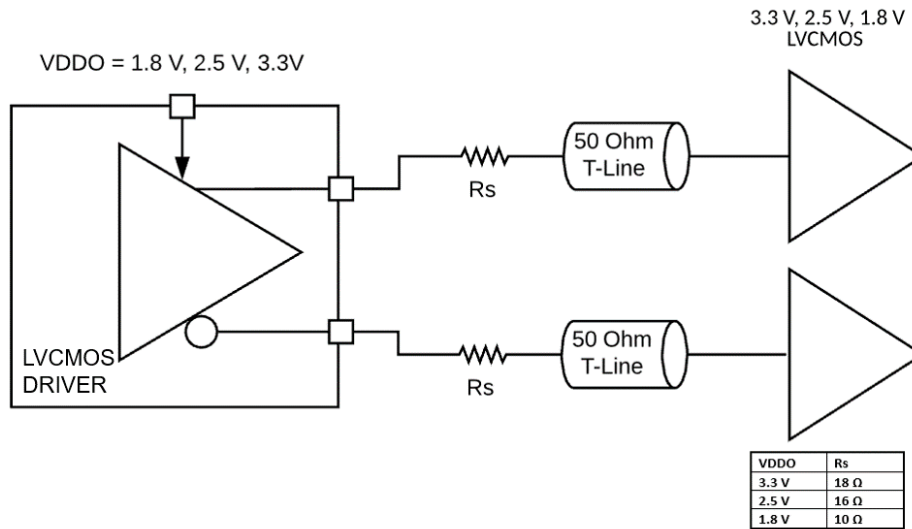 3.3 V, 2.5 V, 1.8 V
LVCMOS
VDDO = 1.8 V, 2.5 V, 3.3V
50 Ohm
T-Line
Rs
LVCMOS
DRIVER
50 Ohm
T-Line
Rs
VDDO Rs
3.3 V 18 Ω
2.5 V 16 Ω
1.8 V 10 Ω